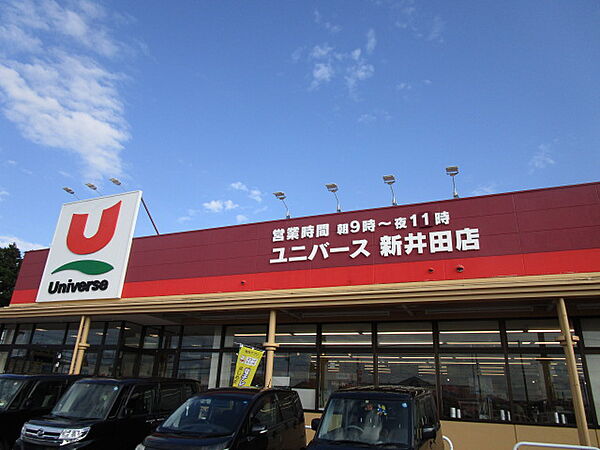 営業時間 朝9時~夜11時
ユニバース 新井田店
U
Universe